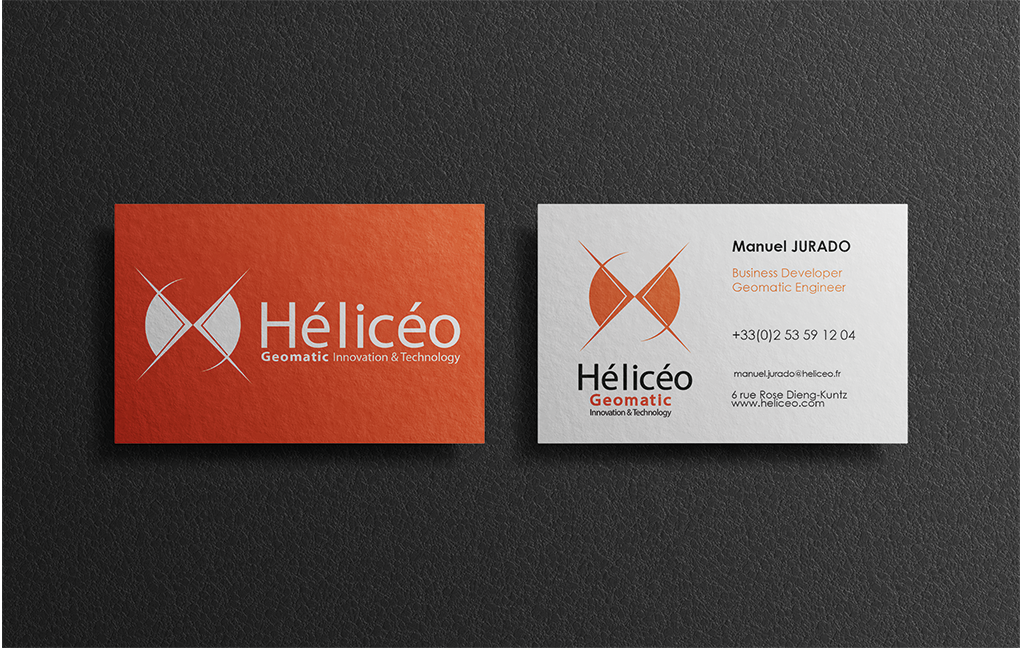 Hélicéo
Geomatic Innovation & Technology
Hélicéo
Geomatic
Innovation & Technology
Manuel JURADO
Business Developer
Geomatic Engineer
+33(0)2 53 59 12 04
manuel.jurado@heliceo.fr
6 rue Rose Dieng-Kuntz
www.heliceo.com